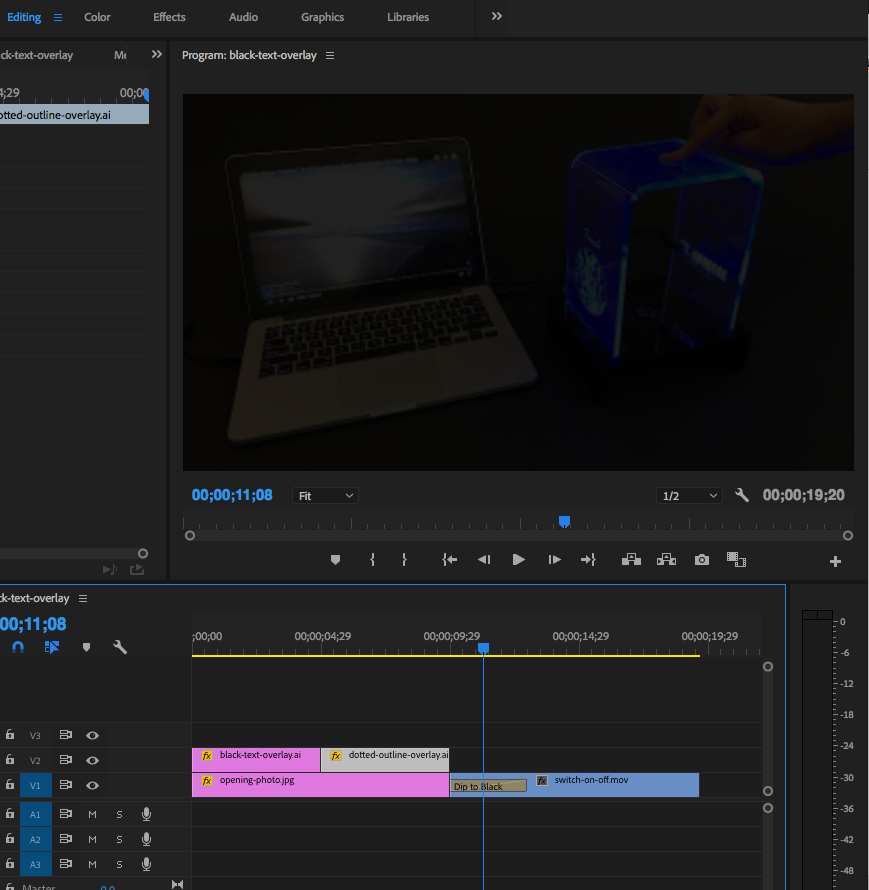 Editing Color Effects Audio Graphics Libraries
ck-text-overlay Me
Program: black-text-overlay
4;29 00;00
otted-outline-overlay.ai
00;00;11;08 Fit 1/2 00;00;19;20
ck-text-overlay
00;11;08
;00;00 00;00;04;29 00;00;09;29 00;00;14;29 00;00;19;29
V3
V2 fx black-text-overlay.ai fx dotted-outline-overlay.ai
V1 fx opening-photo.jpg Dip to Black fx switch-on-off.mov
A1 M S
A2 M S
A3 M S
Master 0.0
0
-6
-12
-18
-24
-30
-36
-42
-48